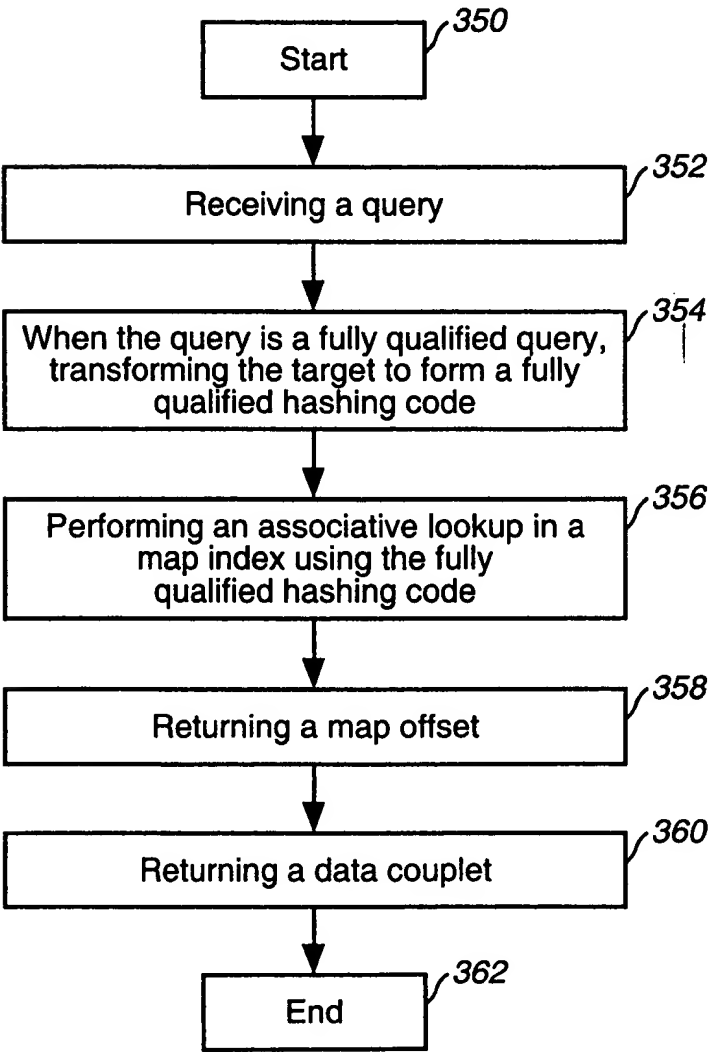 350
Start
352
Receiving a query
354
When the query is a fully qualified query,
transforming the target to form a fully
qualified hashing code
356
Performing an associative lookup in a
map index using the fully
qualified hashing code
358
Returning a map offset
360
Returning a data couplet
362
End